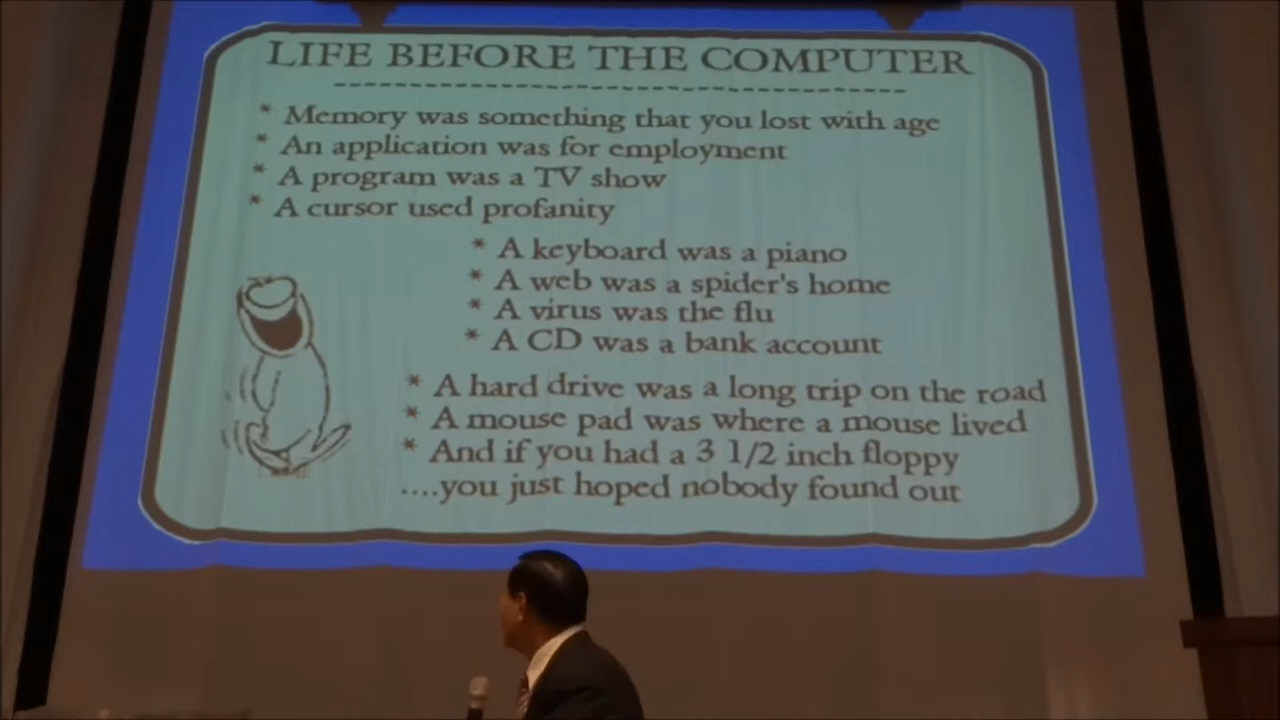 LIFE BEFORE THE COMPUTER
* Memory was something that you lost with age
* An application was for employment
* A program was a TV show
* A cursor used profanity
* A keyboard was a piano
* A web was a spider's home
* A virus was the flu
* A CD was a bank account
* A hard drive was a long trip on the road
* A mouse pad was where a mouse lived
* And if you had a 3 1/2 inch floppy
....you just hoped nobody found out